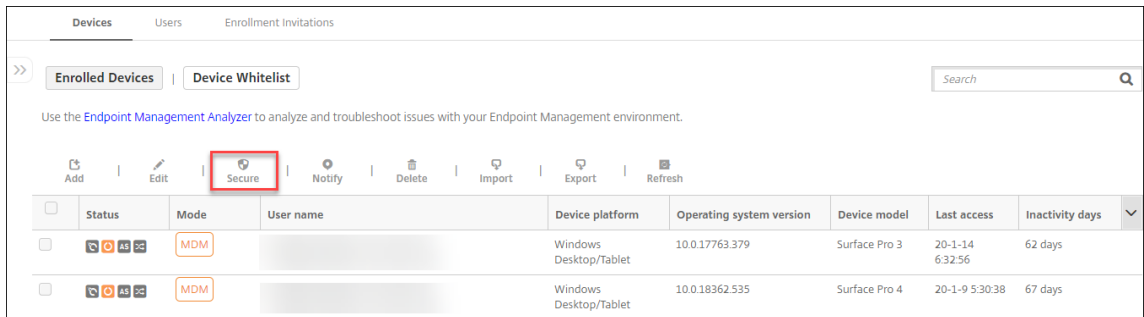 Devices Users Enrollment Invitations
Enrolled Devices | Device Whitelist Search
Use the Endpoint Management Analyzer to analyze and troubleshoot issues with your Endpoint Management environment.
Add | Edit | Secure | Notify | Delete | Import | Export | Refresh
Status Mode User name Device platform Operating system version Device model Last access Inactivity days
MDM Windows Desktop/Tablet 10.0.17763.379 Surface Pro 3 20-1-14 6:32:56 62 days
AS
MDM Windows Desktop/Tablet 10.0.18362.535 Surface Pro 4 20-1-9 5:30:38 67 days
AS